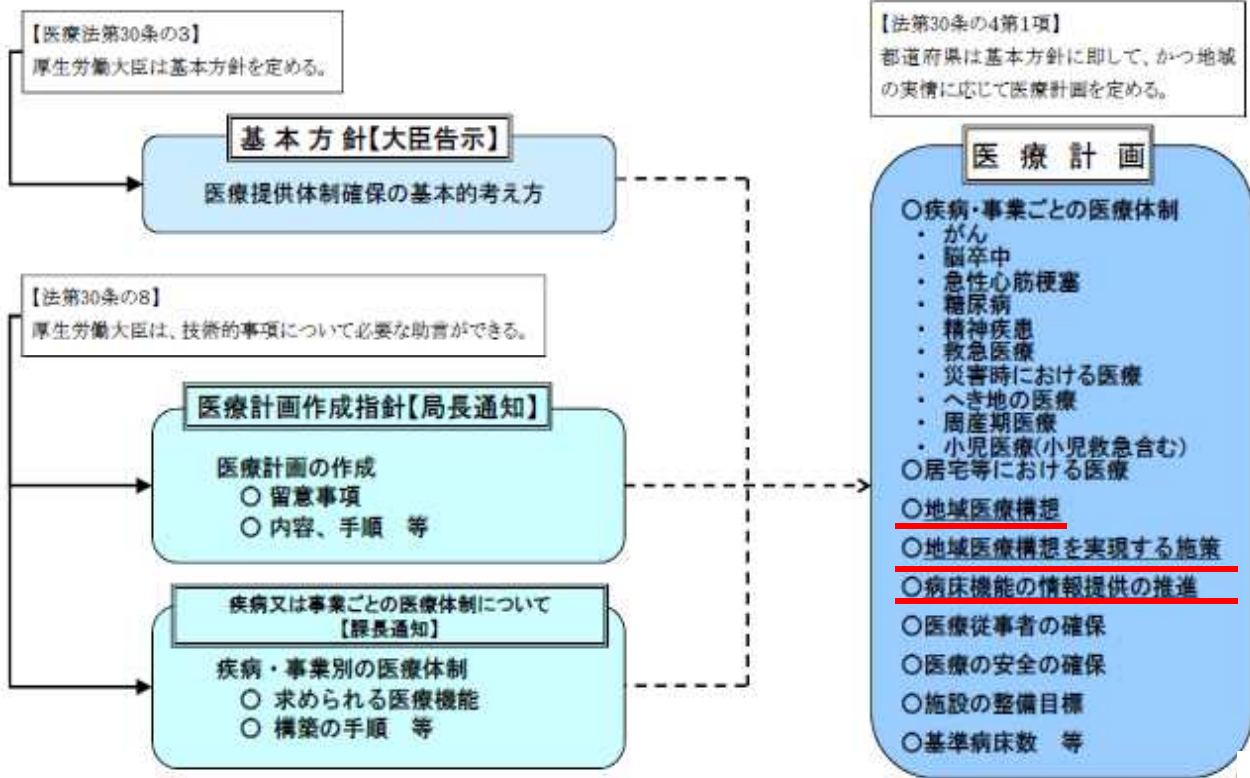 【医療法第30条の3】
厚生労働大臣は基本方針を定める。
基本方針【大臣告示】
医療提供体制確保の基本的考え方
【法第30条の8】
厚生労働大臣は、技術的事項について必要な助言ができる。
医療計画作成指針【局長通知】
医療計画の作成
○ 留意事項
○ 内容、手順 等
疾病又は事業ごとの医療体制について
【課長通知】
疾病・事業別の医療体制
○ 求められる医療機能
○ 構築の手順 等
【法第30条の4第1項】
都道府県は基本方針に即して、かつ地域
の実情に応じて医療計画を定める。
医療計画
○疾病・事業ごとの医療体制
・ がん
・ 脳卒中
・ 急性心筋梗塞
・ 糖尿病
・ 精神疾患
・ 救急医療
・ 災害時における医療
・ へき地の医療
・ 周産期医療
・ 小児医療(小児救急含む)
○居宅等における医療
○地域医療構想
○地域医療構想を実現する施策
○病床機能の情報提供の推進
○医療従事者の確保
○医療の安全の確保
○施設の整備目標
○基準病床数 等